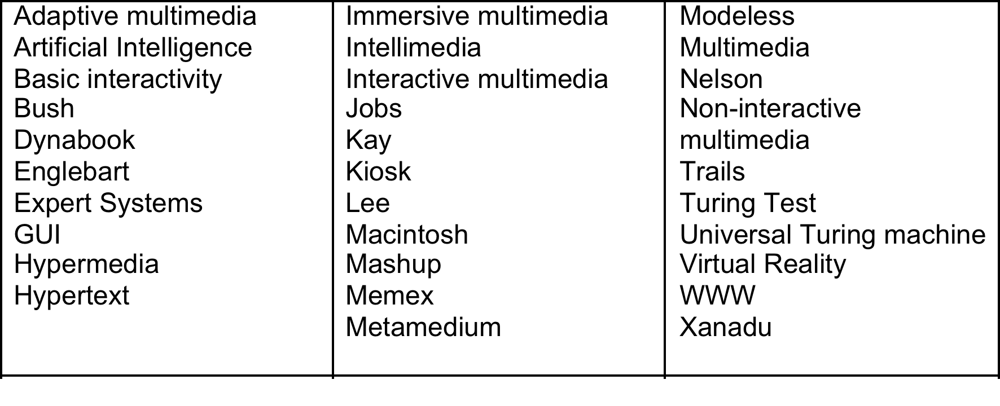 Adaptive multimedia
Artificial Intelligence
Basic interactivity
Bush
Dynabook
Englebart
Expert Systems
GUI
Hypermedia
Hypertext
Immersive multimedia
Intellimedia
Interactive multimedia
Jobs
Kay
Kiosk
Lee
Macintosh
Mashup
Memex
Metamedium
Modeless
Multimedia
Nelson
Non-interactive
multimedia
Trails
Turing Test
Universal Turing machine
Virtual Reality
WWW
Xanadu